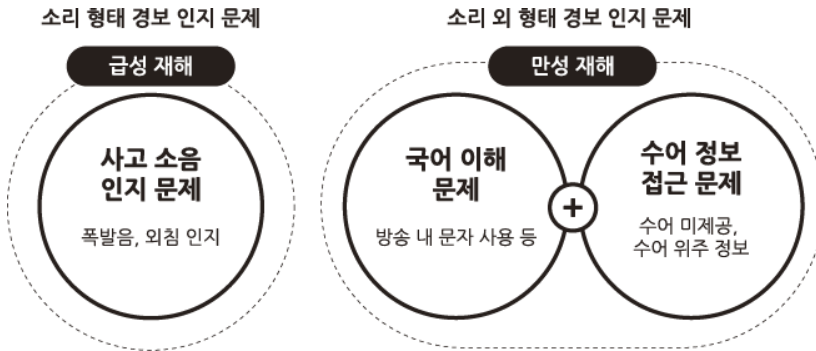 소리 형태 경보 인지 문제
급성 재해
사고 소음
인지 문제
폭발음, 외침 인지
소리 외 형태 경보 인지 문제
만성 재해
국어 이해
문제
방송 내 문자 사용 등
+
수어 정보
접근 문제
수어 미제공,
수어 위주 정보